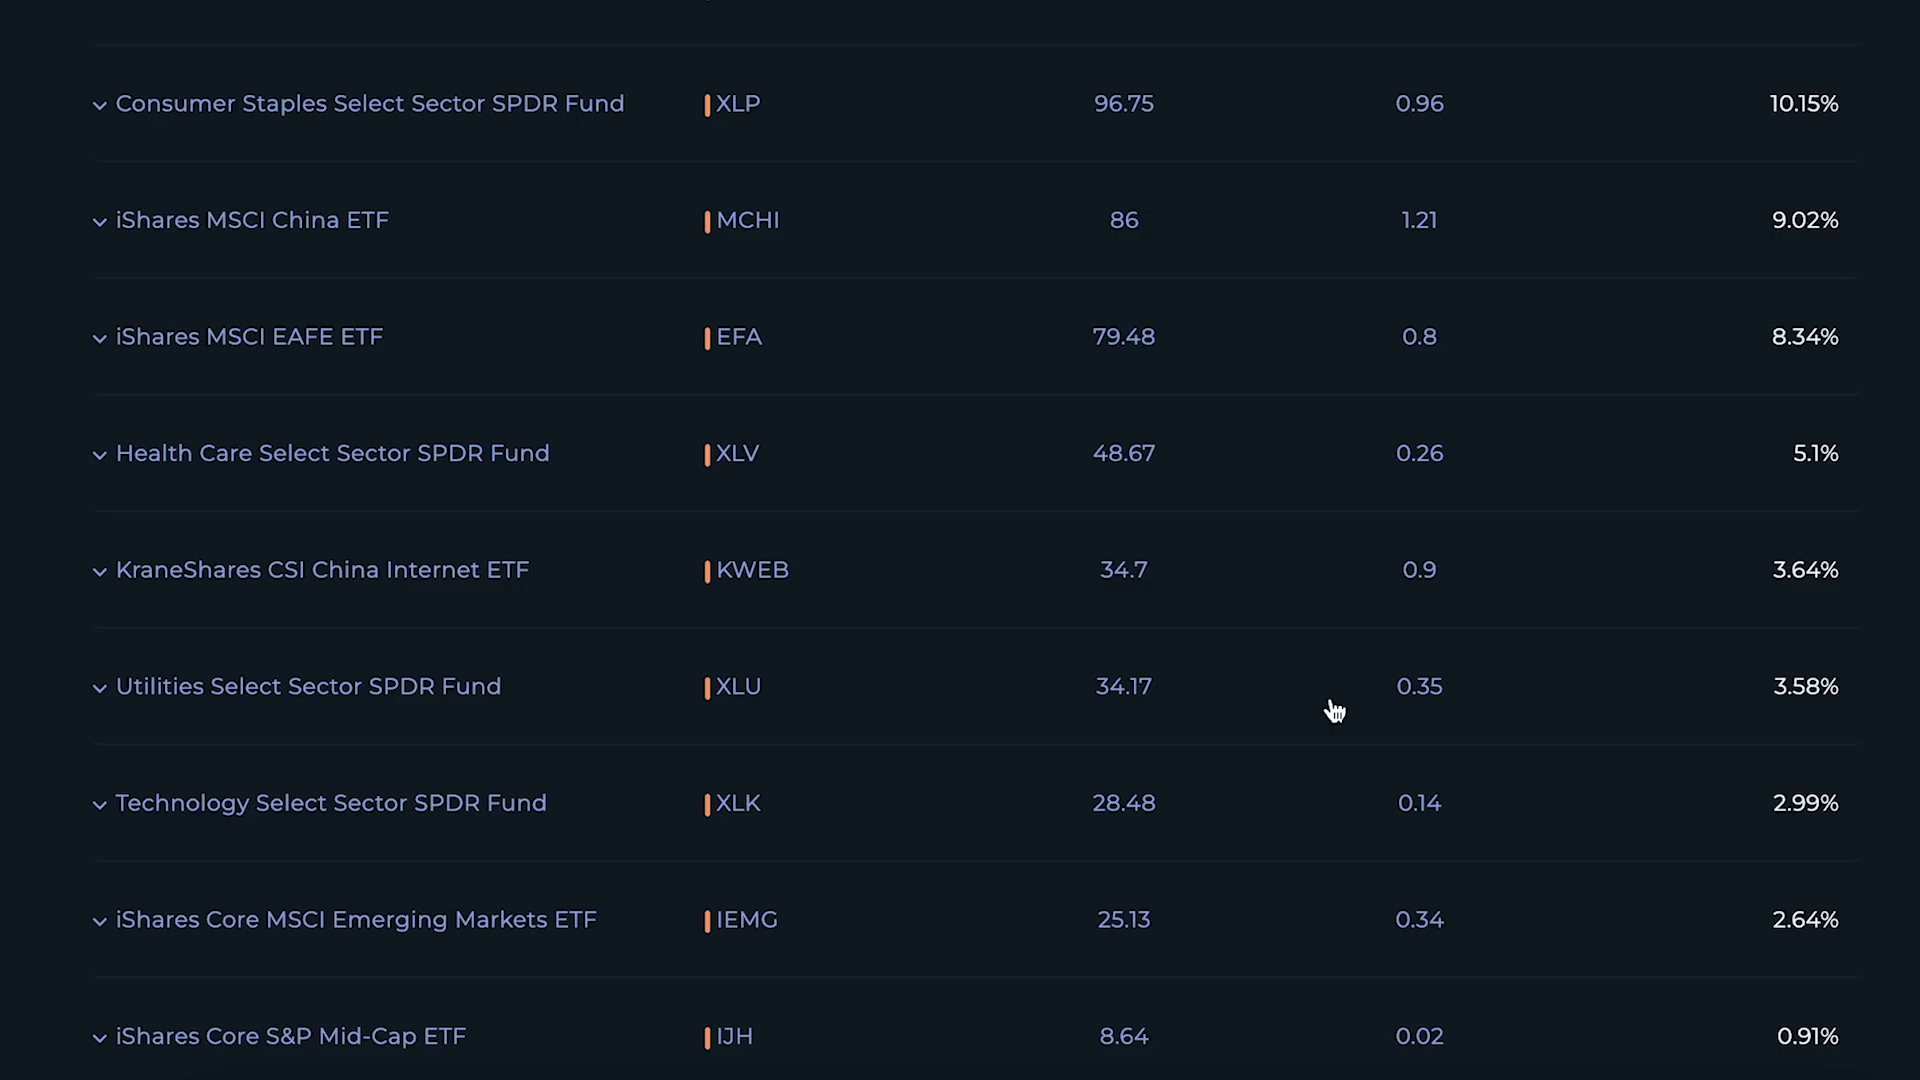 Consumer Staples Select Sector SPDR Fund XLP 96.75 0.96 10.15%
iShares MSCI China ETF MCHI 86 1.21 9.02%
iShares MSCI EAFE ETF EFA 79.48 0.8 8.34%
Health Care Select Sector SPDR Fund XLV 48.67 0.26 5.1%
KraneShares CSI China Internet ETF KWEB 34.7 0.9 3.64%
Utilities Select Sector SPDR Fund XLU 34.17 0.35 3.58%
Technology Select Sector SPDR Fund XLK 28.48 0.14 2.99%
iShares Core MSCI Emerging Markets ETF IEMG 25.13 0.34 2.64%
iShares Core S&P Mid-Cap ETF IJH 8.64 0.02 0.91%